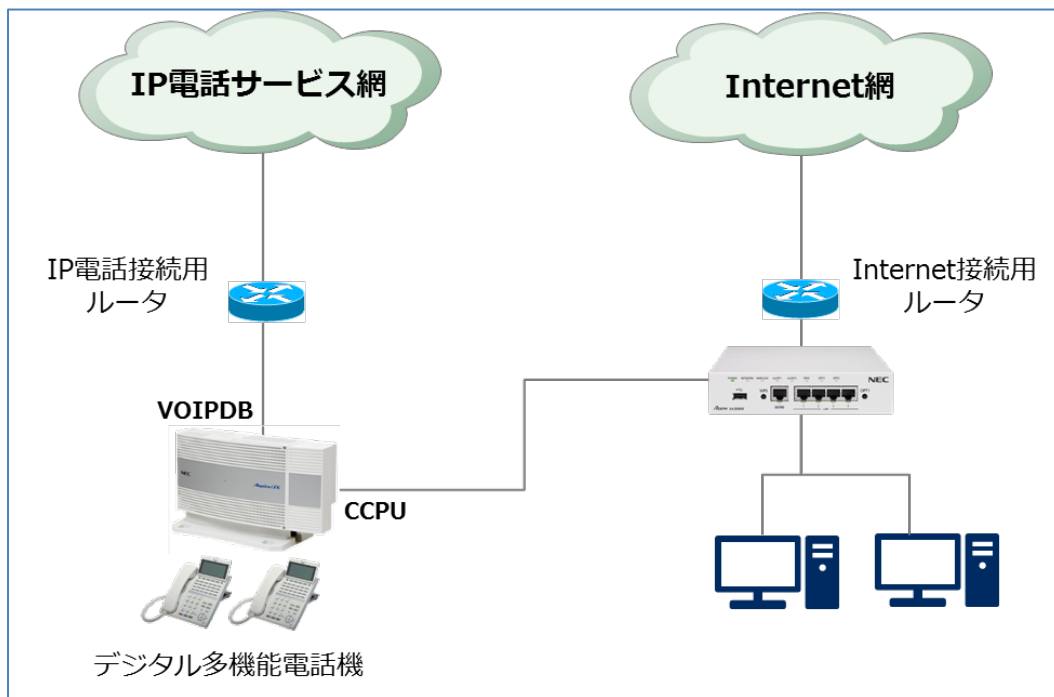 IP電話サービス網
Internet網
IP電話接続用
ルータ
Internet接続用
ルータ
NEC
VOIPDB
NEC
CCPU
デジタル多機能電話機